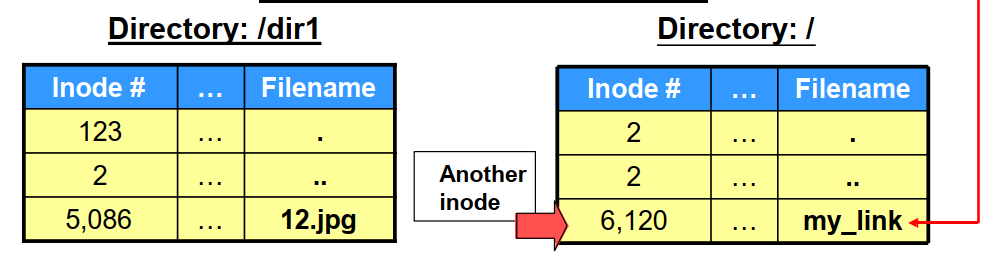 Directory: /dir1
Inode # … Filename
123 … .
2 … ..
5,086 … 12.jpg
Another
inode
Directory: /
Inode # … Filename
2 … .
2 … ..
6,120 … my_link